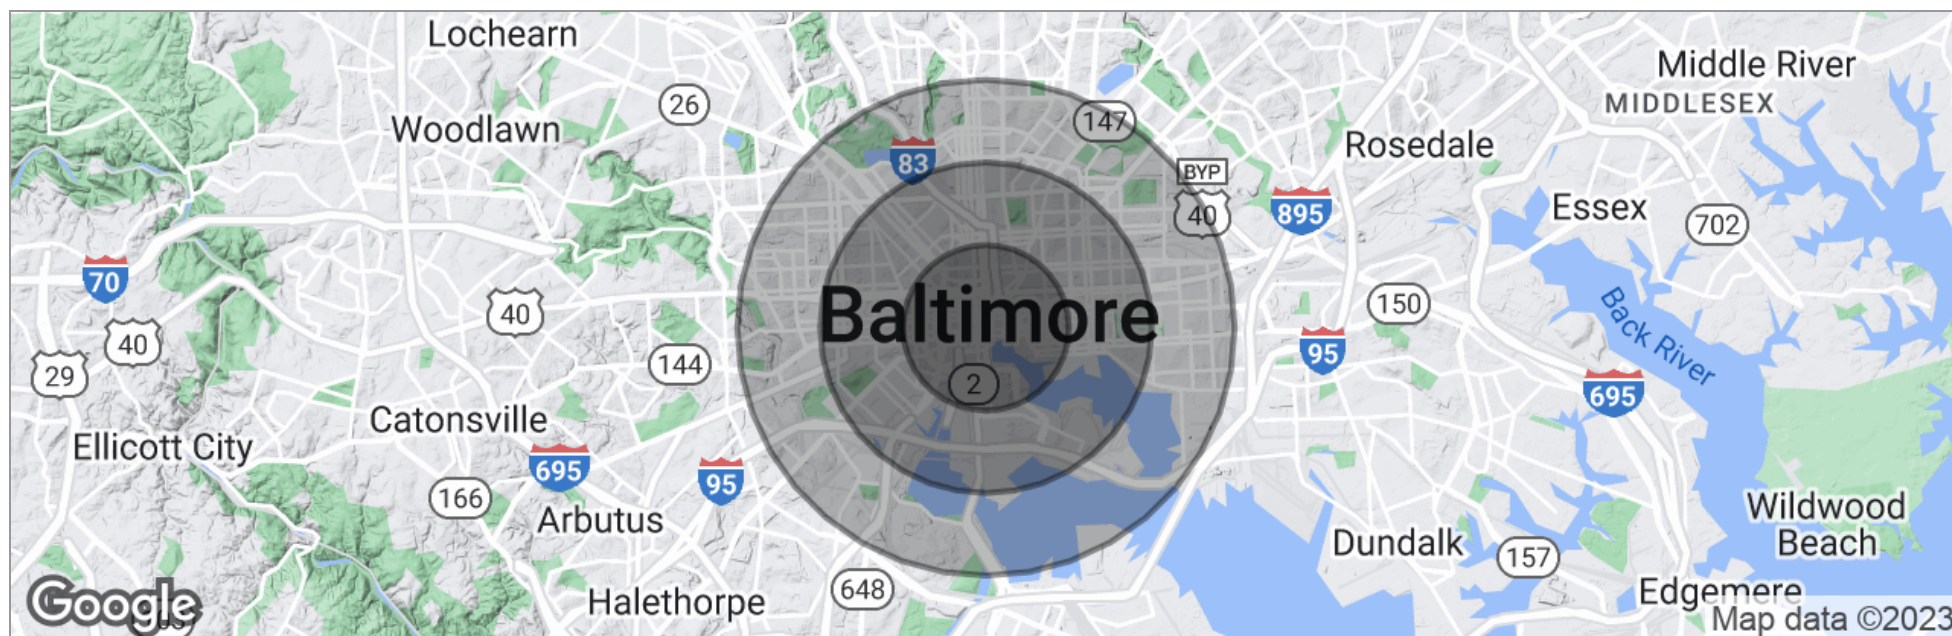 Lochearn
Middle River
MIDDLESEX
26
147
Woodlawn
Rosedale
83
BYP
40
895
Essex
702
70
40
150
Baltimore
Back River
40
95
29
144
2
695
Catonsville
Ellicott City
695
95
166
Wildwood
Beach
Arbutus
Dundalk
157
648
Halethorpe
Edgemere
Google
Map data ©2023